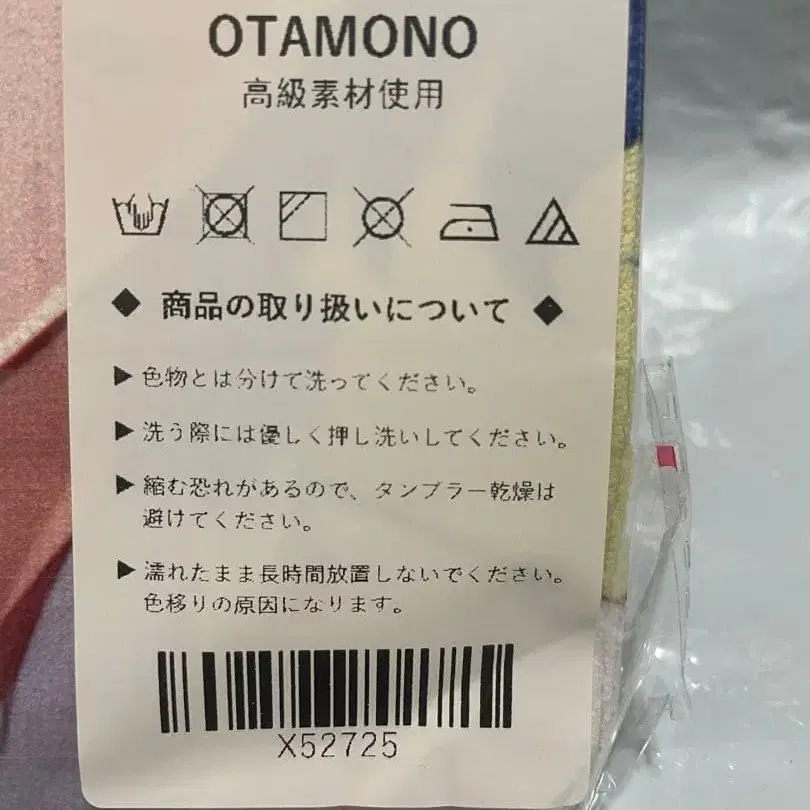 OTAMONO
高級素材使用
◆ 商品の取り扱いについて ◆
▶ 色物とは分けて洗ってください。
▶ 洗う際には優しく押し洗いしてください。
▶ 縮む恐れがあるので、タンブラー乾燥は
避けてください。
▶ 濡れたまま長時間放置しないでください。
色移りの原因になります。
X52725